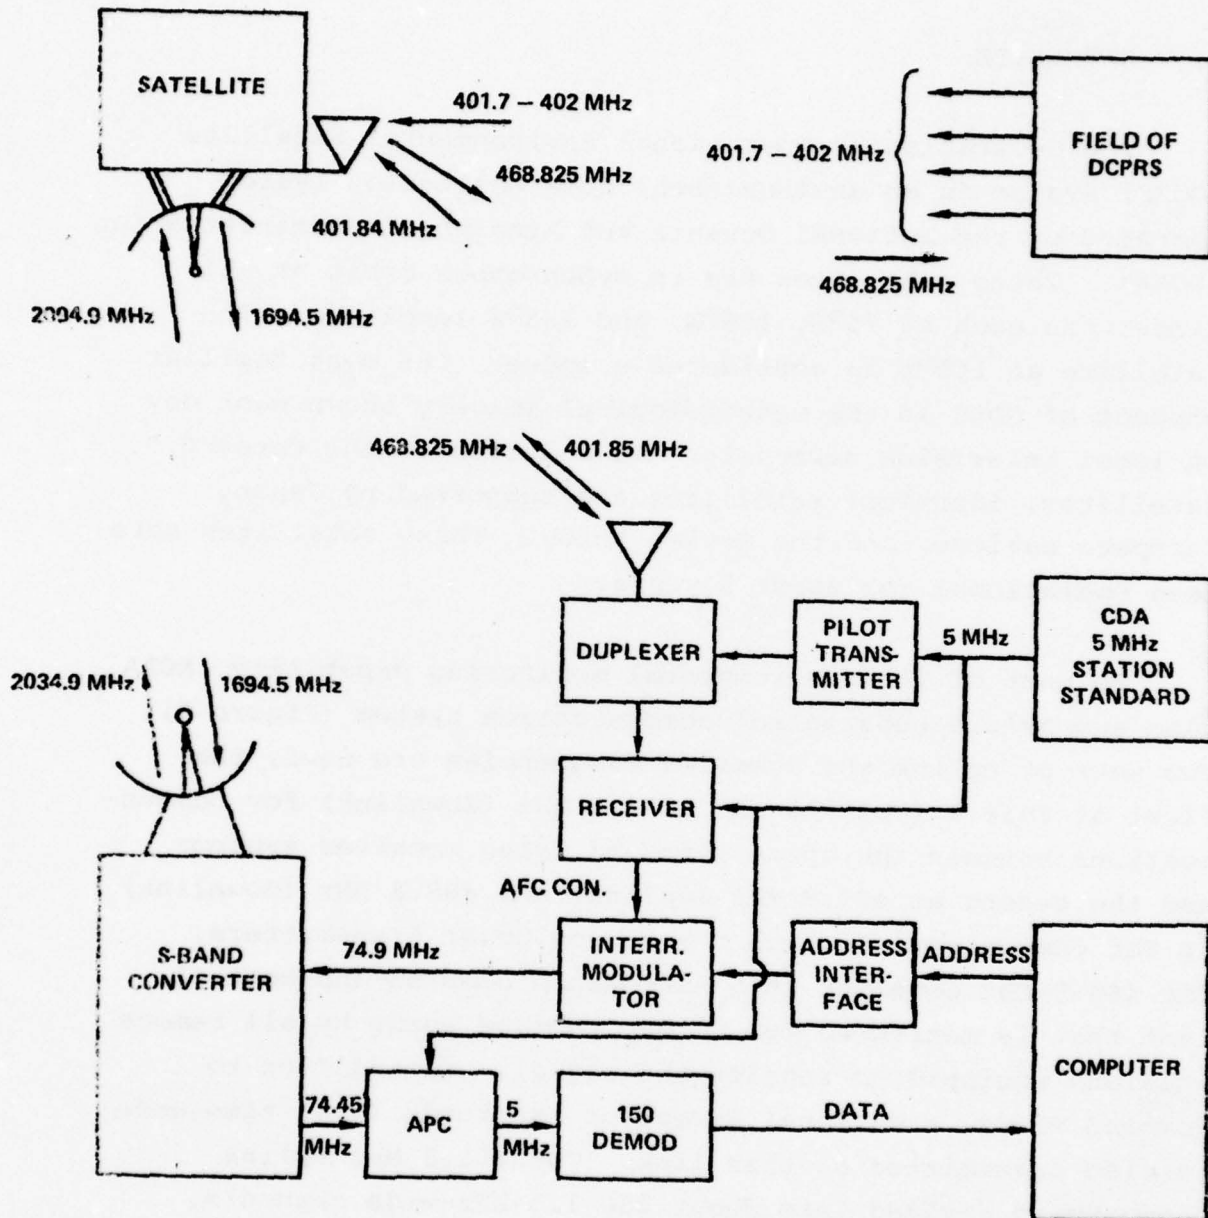 SATELLITE
401.7 – 402 MHz
468.825 MHz
401.84 MHz
2094.9 MHz
1694.5 MHz
401.7 – 402 MHz
FIELD OF
DCPRS
468.825 MHz
468.825 MHz
401.85 MHz
DUPLEXER
PILOT
TRANS-
MITTER
5 MHz
CDA
5 MHz
STATION
STANDARD
2034.9 MHz
1694.5 MHz
RECEIVER
AFC CON.
S-BAND
CONVERTER
74.9 MHz
INTERR.
MODULA-
TOR
ADDRESS
INTER-
FACE
ADDRESS
COMPUTER
74.45
MHz
APC
5
MHz
150
DEMOD
DATA